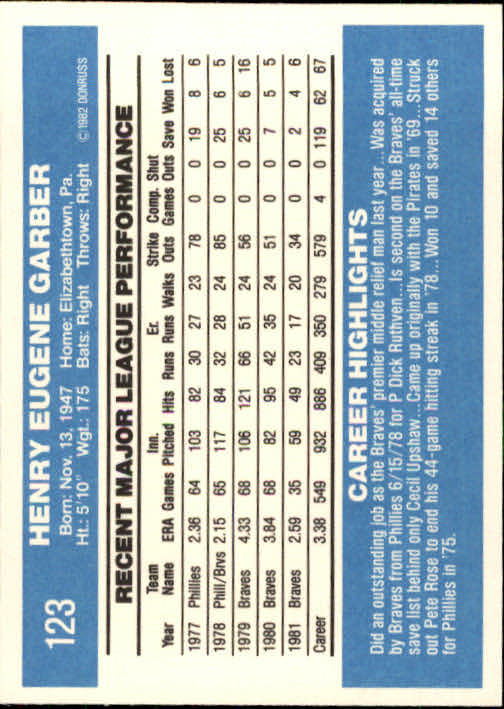 123
HENRY EUGENE GARBER
Born: Nov. 13, 1947 Home: Elizabethtown, Pa.
Ht.: 5'10" Wgt.: 175 Bats: Right Throws: Right © 1982 DONRUSS
RECENT MAJOR LEAGUE PERFORMANCE
Team Inn. Er. Strike Comp. Shut
Year Name ERA Games Pitched Hits Runs Runs Walks Outs Games Outs Save Won Lost
1977 Phillies 2.36 64 103 82 30 27 23 78 0 0 19 8 6
1978 Phill/Brvs 2.15 65 117 84 32 28 24 85 0 0 25 6 5
1979 Braves 4.33 68 106 121 66 51 24 56 0 0 25 6 16
1980 Braves 3.84 68 82 95 42 35 24 51 0 0 7 5 5
1981 Braves 2.59 35 59 49 23 17 20 34 0 0 2 4 6
Career 3.38 549 932 886 409 350 279 579 4 0 119 62 67
CAREER HIGHLIGHTS
Did an outstanding job as the Braves' premier middle relief man last year...Was acquired
by Braves from Phillies 6/15/78 for P Dick Ruthven...Is second on the Braves' all-time
save list behind only Cecil Upshaw...Came up originally with the Pirates in '69...Struck
out Pete Rose to end his 44-game hitting streak in '78...Won 10 and saved 14 others
for Phillies in '75.